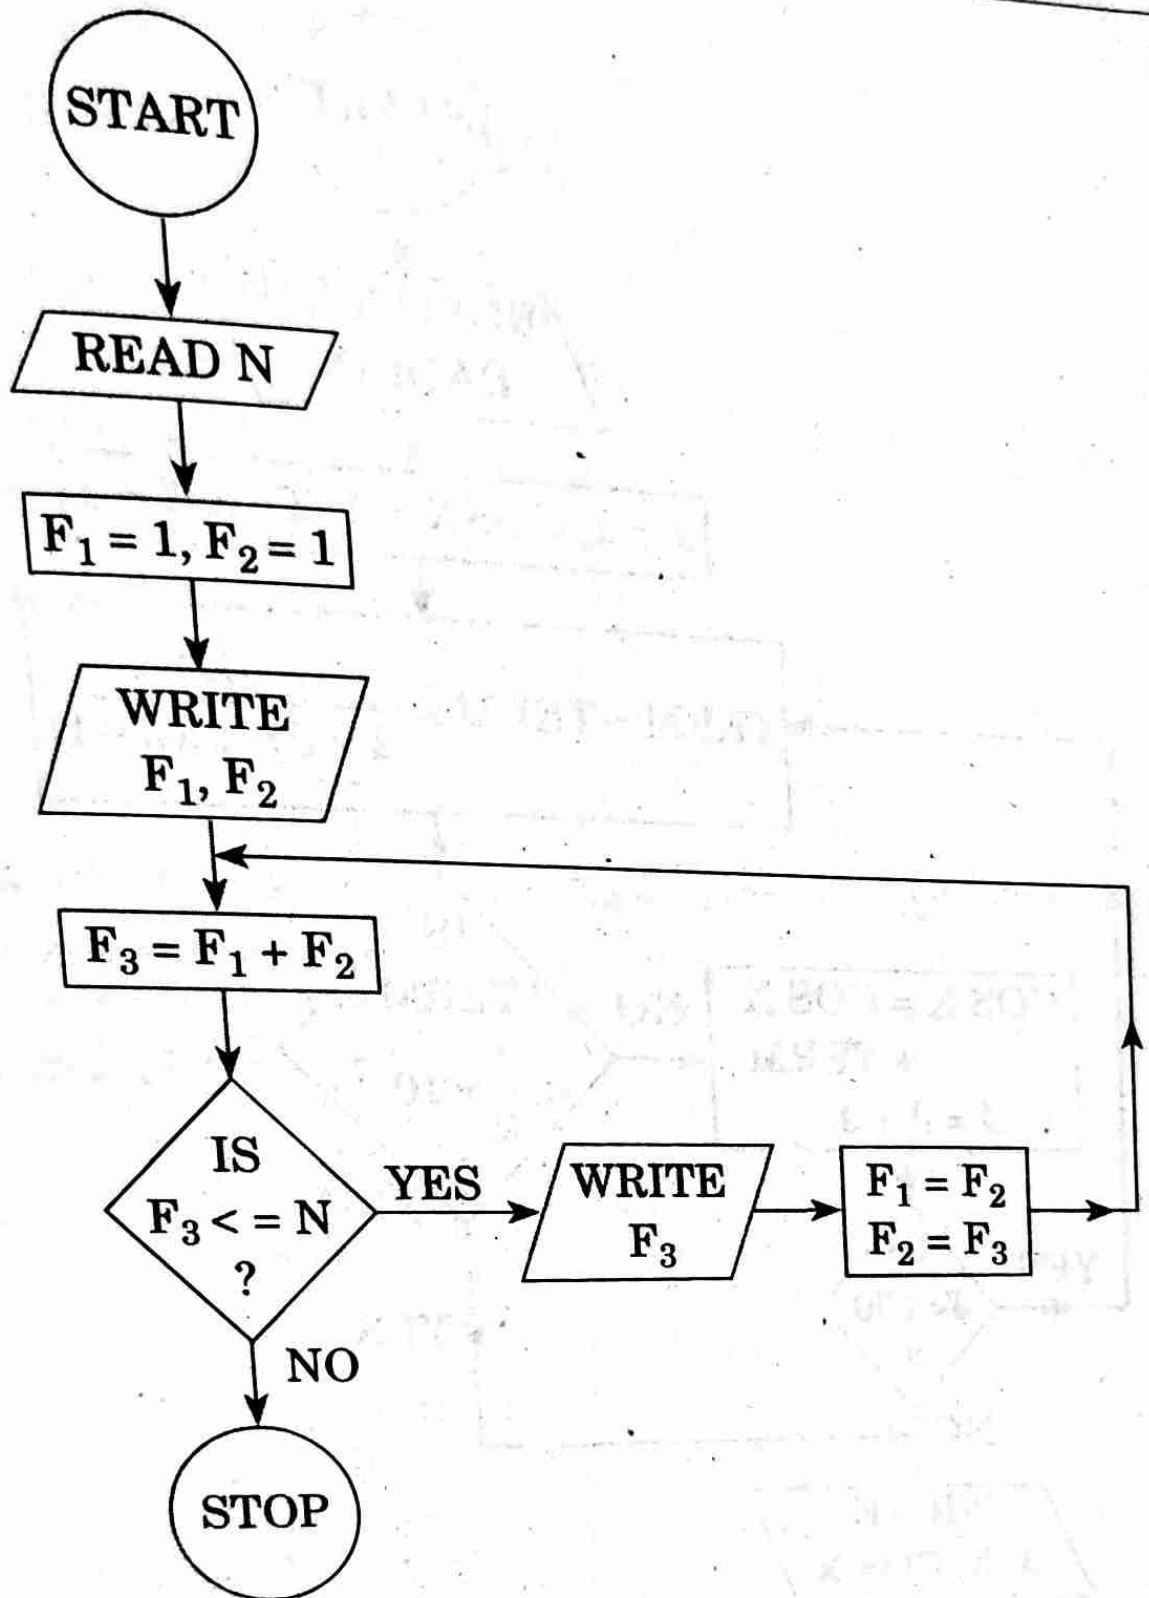 START
READ N
F₁ = 1, F₂ = 1
WRITE
F₁, F₂
F₃ = F₁ + F₂
IS
F₃ < = N
?
YES
WRITE
F₃
F₁ = F₂
F₂ = F₃
NO
STOP